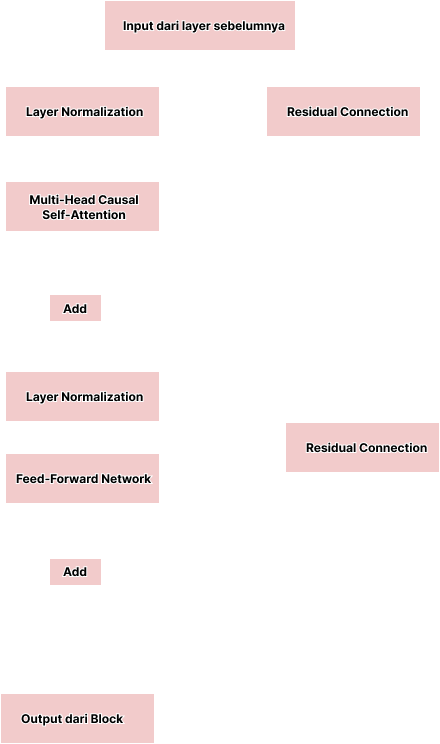 Input dari layer sebelumnya
Layer Normalization
Residual Connection
Multi-Head Causal
Self-Attention
Add
Layer Normalization
Residual Connection
Feed-Forward Network
Add
Output dari Block